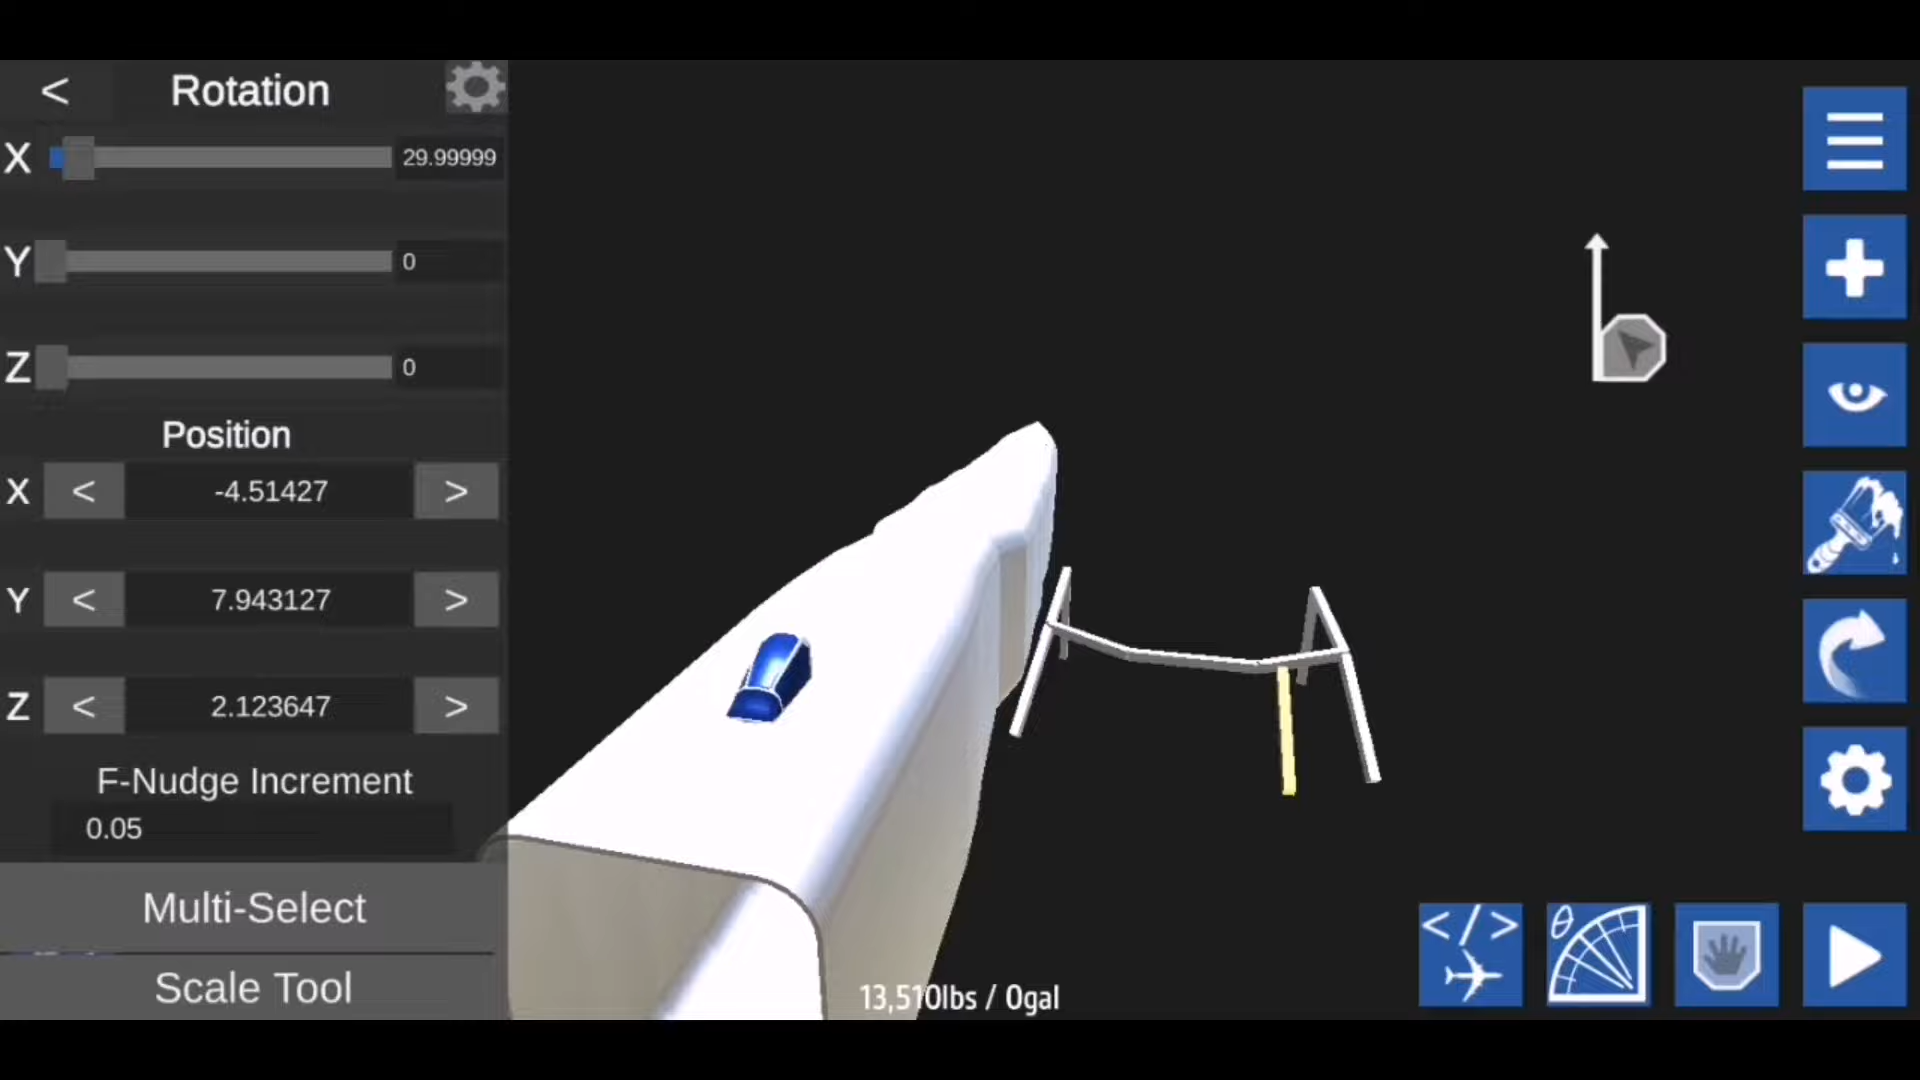 < Rotation
X 29.99999
Y 0
Z 0
Position
X < -4.51427 >
Y < 7.943127 >
Z < 2.123647 >
F-Nudge Increment
0.05
Multi-Select
Scale Tool
13,510lbs / 0gal
</> θ